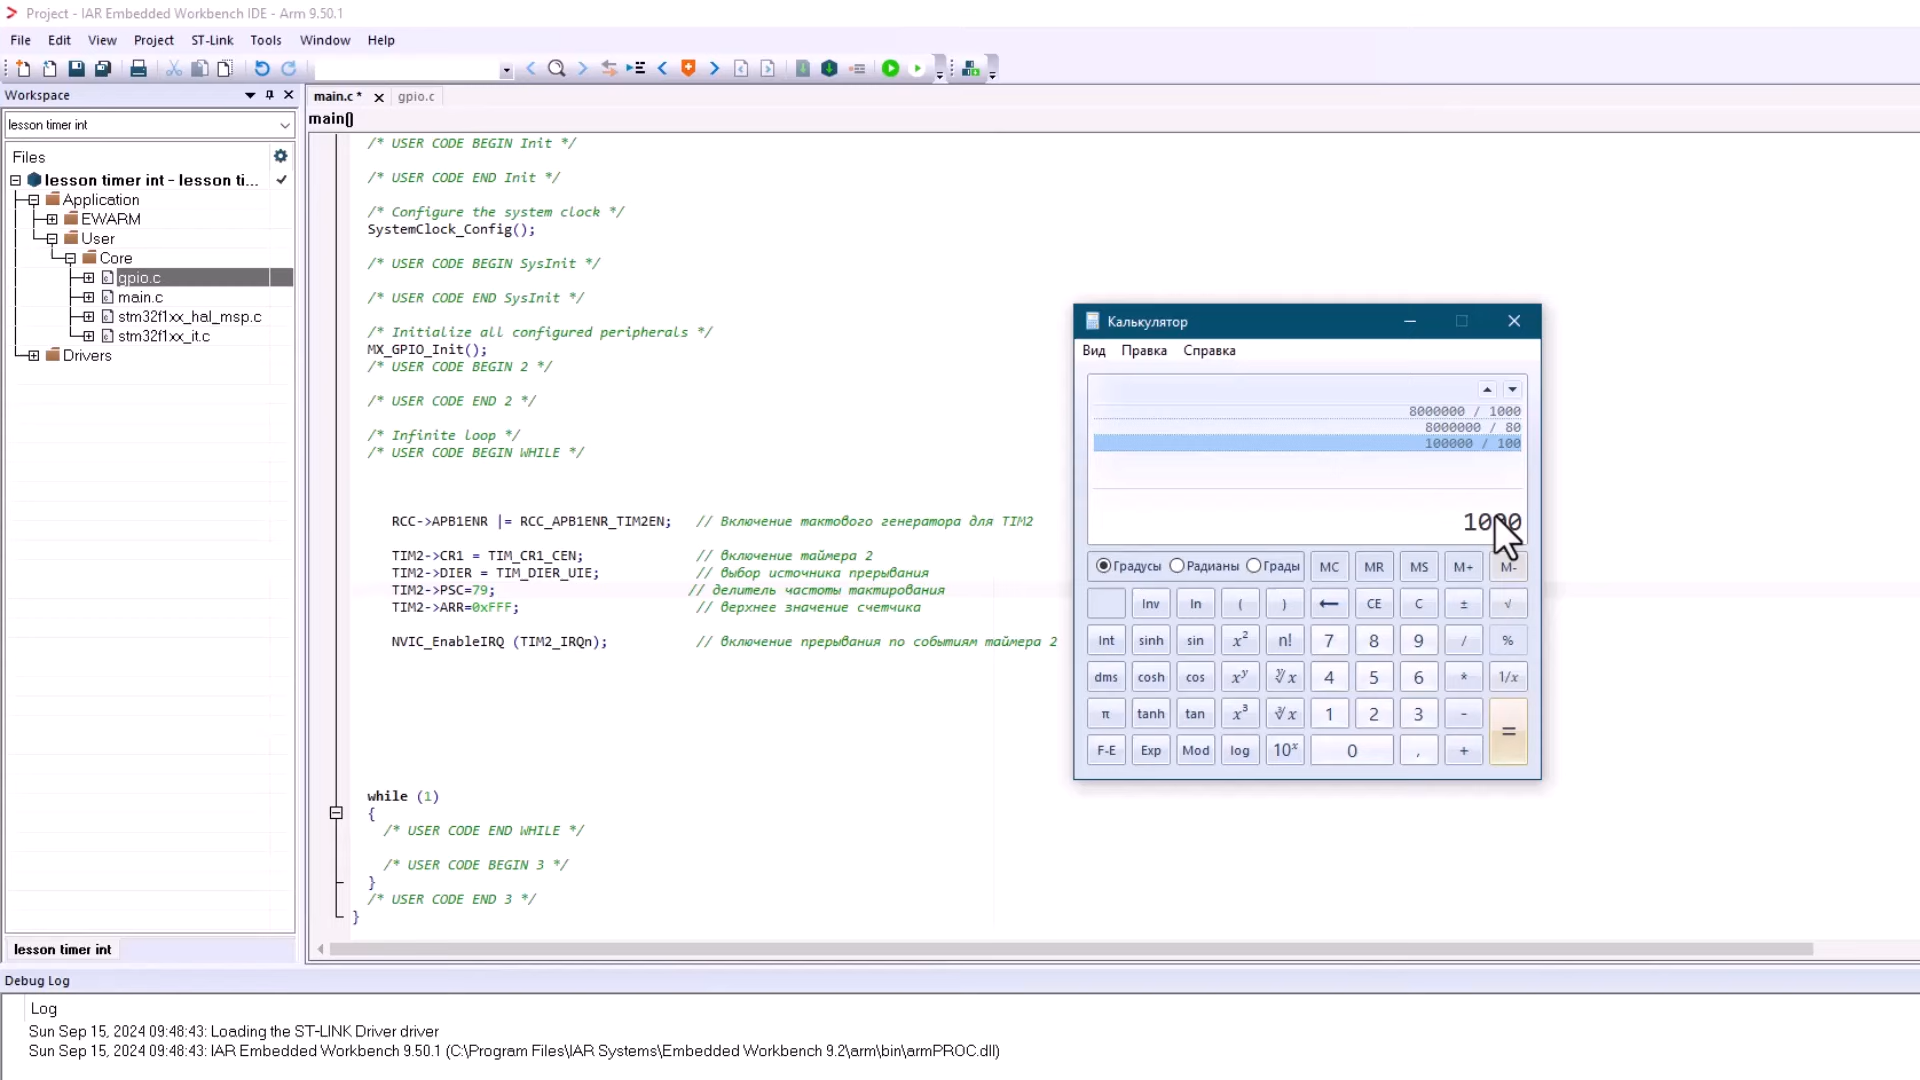 Project - IAR Embedded Workbench IDE - Arm 9.50.1
File Edit View Project ST-Link Tools Window Help
Workspace
main.c * gpio.c
lesson timer int
main()
Files
lesson timer int - lesson ti...
Application
EWARM
User
Core
gpio.c
main.c
stm32f1xx_hal_msp.c
stm32f1xx_it.c
Drivers
lesson timer int
/* USER CODE BEGIN Init */
/* USER CODE END Init */
/* Configure the system clock */
SystemClock_Config();
/* USER CODE BEGIN SysInit */
/* USER CODE END SysInit */
/* Initialize all configured peripherals */
MX_GPIO_Init();
/* USER CODE BEGIN 2 */
/* USER CODE END 2 */
/* Infinite loop */
/* USER CODE BEGIN WHILE */
RCC->APB1ENR |= RCC_APB1ENR_TIM2EN; // Включение тактового генератора для TIM2
TIM2->CR1 = TIM_CR1_CEN; // включение таймера 2
TIM2->DIER = TIM_DIER_UIE; // выбор источника прерывания
TIM2->PSC=79; // делитель частоты тактирования
TIM2->ARR=0xFFF; // верхнее значение счетчика
NVIC_EnableIRQ (TIM2_IRQn); // включение прерывания по событиям таймера 2
while (1)
{
/* USER CODE END WHILE */
/* USER CODE BEGIN 3 */
}
/* USER CODE END 3 */
}
Калькулятор
Вид Правка Справка
8000000 / 1000
8000000 / 80
100000 / 100
1000
Градусы Радианы Грады MC MR MS M+ M-
Inv ln ( ) ← CE C ± √
Int sinh sin x² n! 7 8 9 / %
dms cosh cos xʸ ʸ√x 4 5 6 * 1/x
π tanh tan x³ ³√x 1 2 3 - =
F-E Exp Mod log 10ˣ 0 , +
Debug Log
Log
Sun Sep 15, 2024 09:48:43: Loading the ST-LINK Driver driver
Sun Sep 15, 2024 09:48:43: IAR Embedded Workbench 9.50.1 (C:\Program Files\IAR Systems\Embedded Workbench 9.2\arm\bin\armPROC.dll)